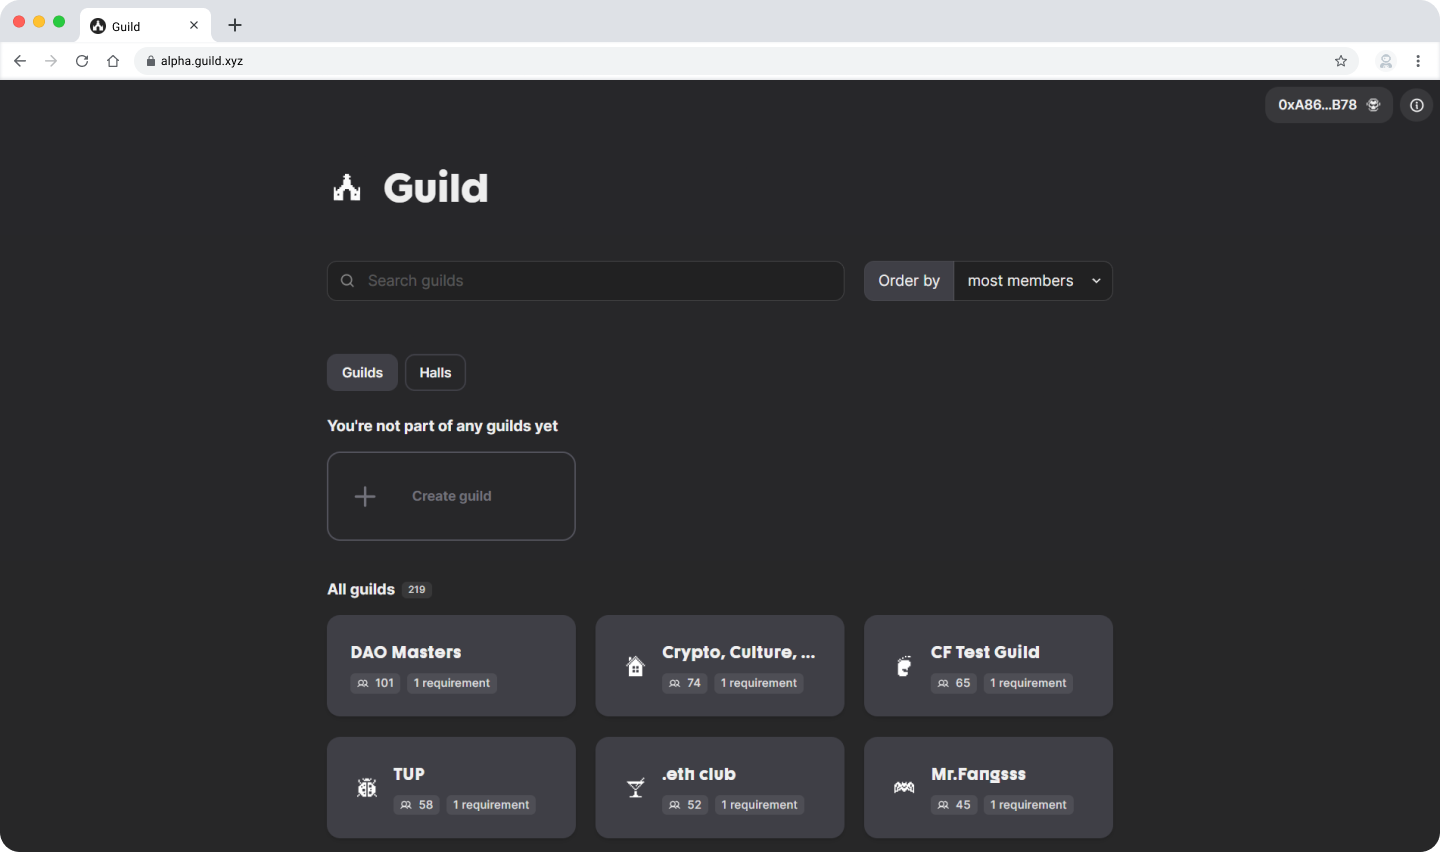 Guild
alpha.guild.xyz
0xA86...B78
Guild
Search guilds
Order by
most members
Guilds
Halls
You're not part of any guilds yet
Create guild
All guilds 219
DAO Masters
101 1 requirement
Crypto, Culture, ...
74 1 requirement
CF Test Guild
65 1 requirement
TUP
58 1 requirement
.eth club
52 1 requirement
Mr.Fangsss
45 1 requirement